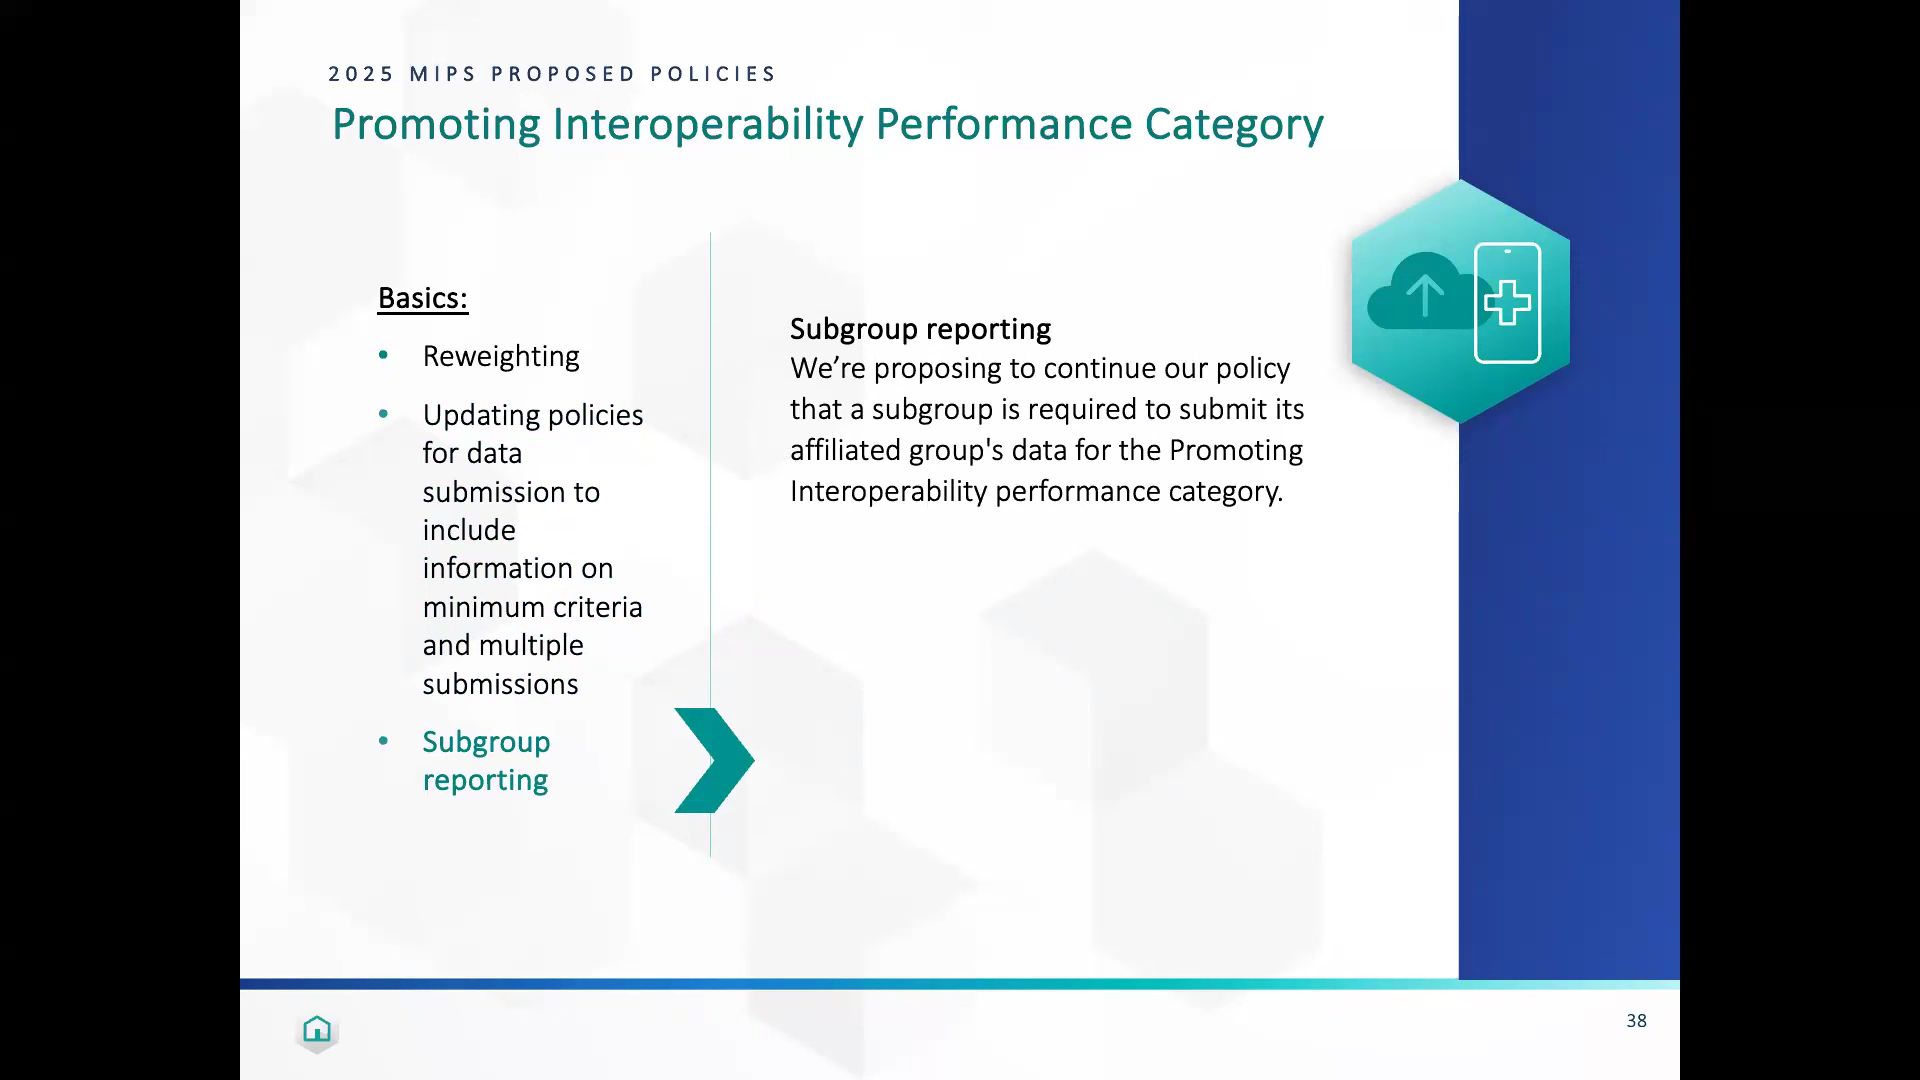 2025 MIPS PROPOSED POLICIES
Promoting Interoperability Performance Category
Basics:
• Reweighting
• Updating policies
for data
submission to
include
information on
minimum criteria
and multiple
submissions
• Subgroup
reporting
Subgroup reporting
We’re proposing to continue our policy
that a subgroup is required to submit its
affiliated group's data for the Promoting
Interoperability performance category.
38